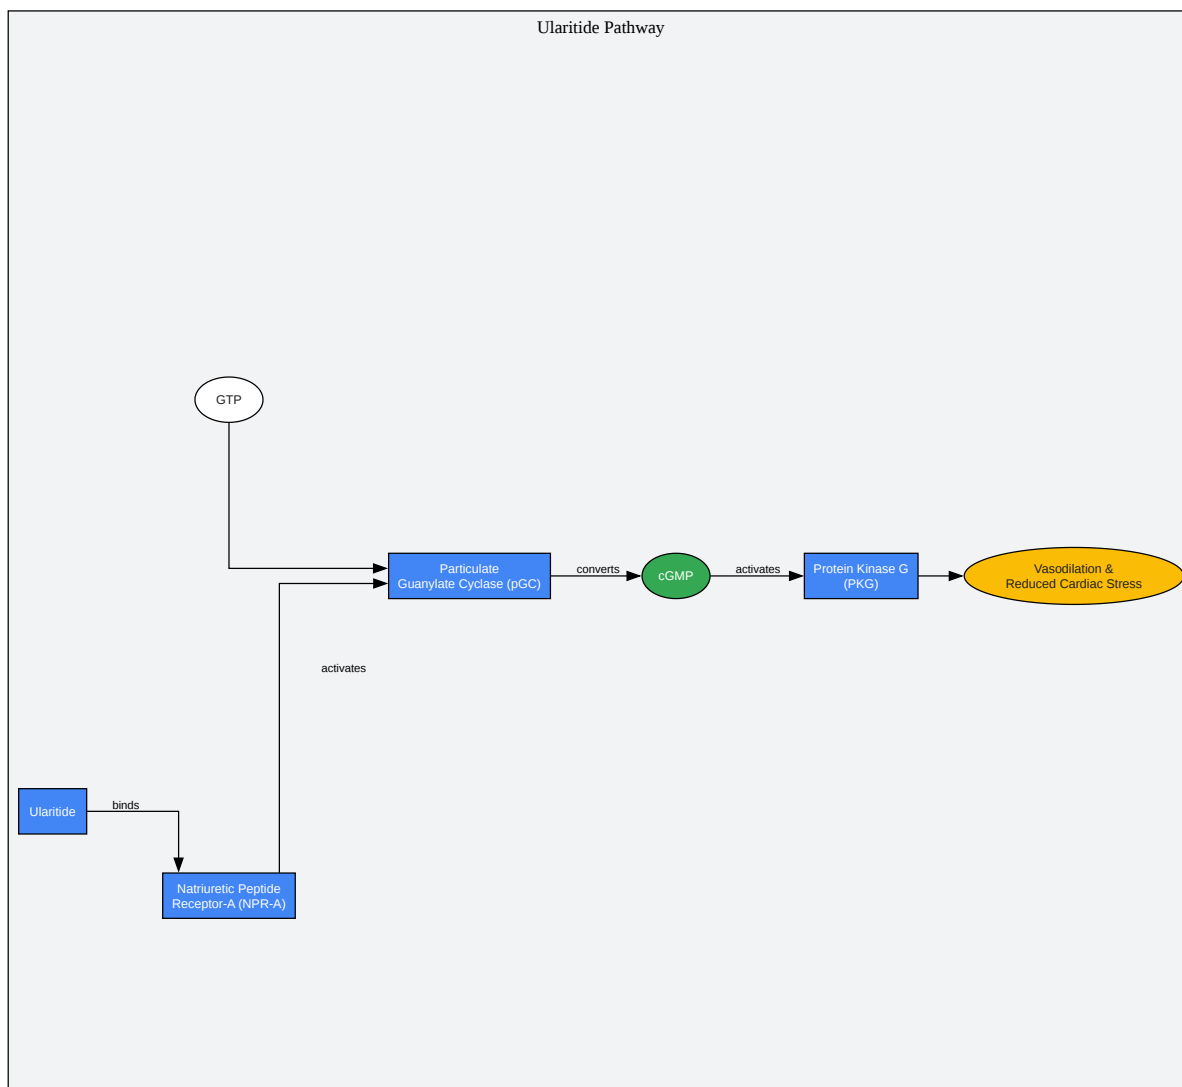 Ularitide Pathway
GTP
Particulate
Guanylate Cyclase (pGC)
converts
cGMP
activates
Protein Kinase G
(PKG)
Vasodilation &
Reduced Cardiac Stress
activates
Ularitide
binds
Natriuretic Peptide
Receptor-A (NPR-A)